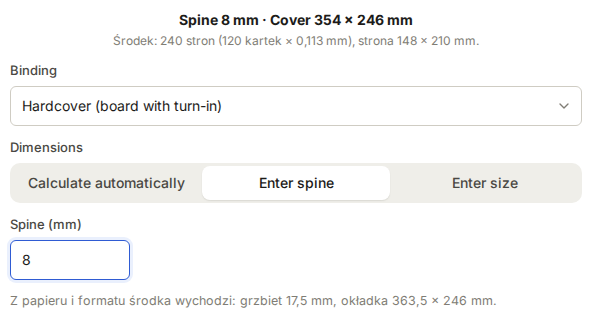 Spine 8 mm · Cover 354 × 246 mm
Środek: 240 stron (120 kartek × 0,113 mm), strona 148 × 210 mm.
Binding
Hardcover (board with turn-in)
Dimensions
Calculate automatically
Enter spine
Enter size
Spine (mm)
8
Z papieru i formatu środka wychodzi: grzbiet 17,5 mm, okładka 363,5 × 246 mm.